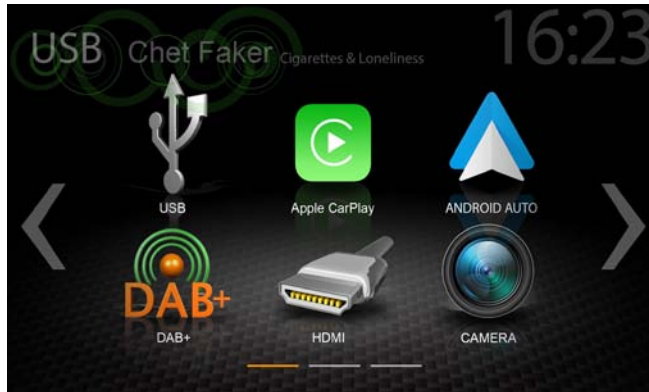 USB Chet Faker Cigarettes & Loneliness 16:23
USB Apple CarPlay ANDROID AUTO
DAB+
DAB+ HDMI CAMERA